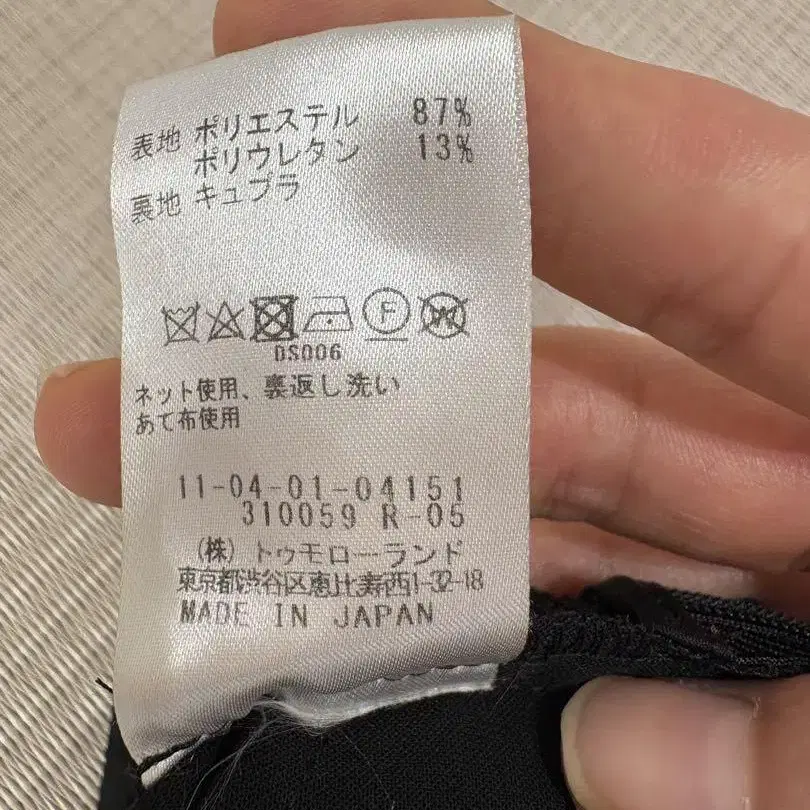 表地 ポリエステル 87%
ポリウレタン 13%
裏地 キュプラ
F W
DS006
ネット使用、裏返し洗い
あて布使用
11-04-01-04151
310059 R-05
(株) トゥモローランド
東京都渋谷区恵比寿西1-32-18
MADE IN JAPAN